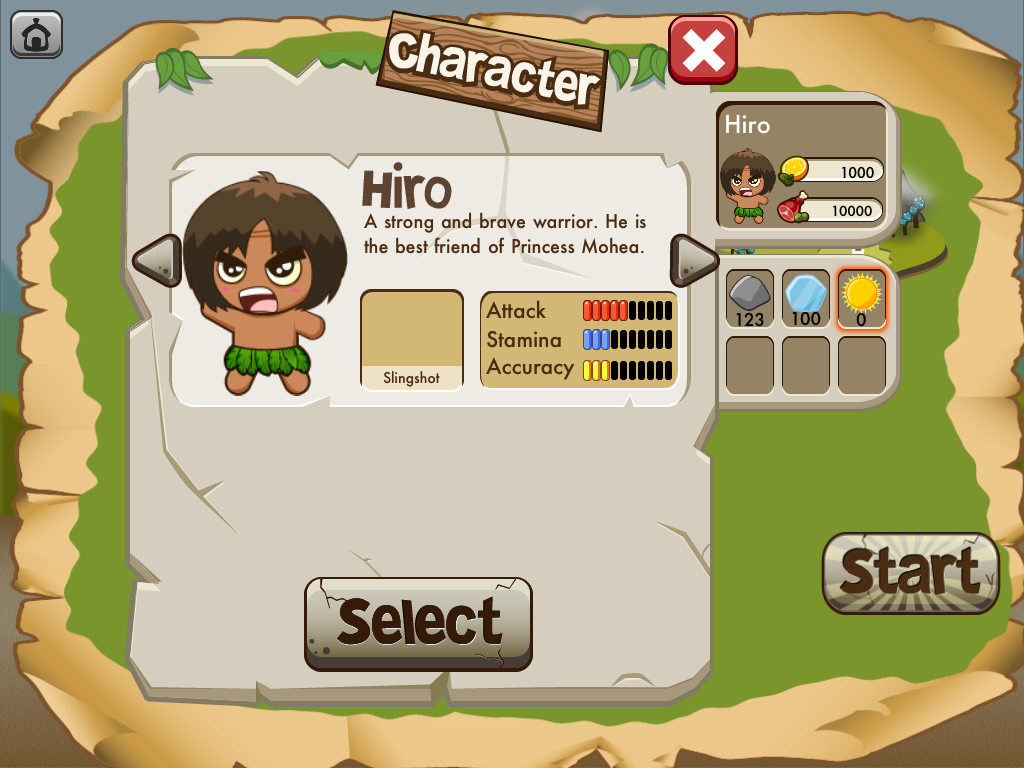 Character
Hiro
A strong and brave warrior. He is
the best friend of Princess Mohea.
Slingshot
Attack
Stamina
Accuracy
Select
Hiro
1000
10000
123
100
0
Start